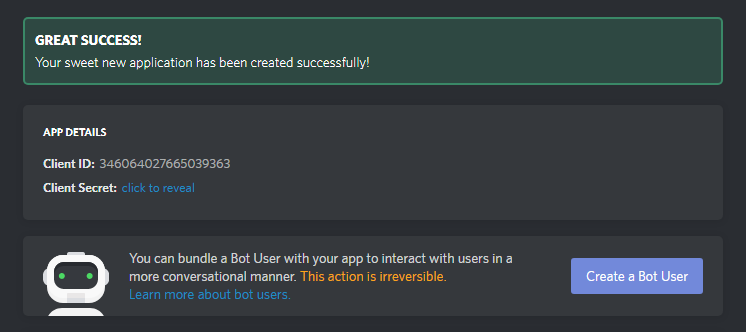 GREAT SUCCESS!
Your sweet new application has been created successfully!
APP DETAILS
Client ID: 346064027665039363
Client Secret: click to reveal
You can bundle a Bot User with your app to interact with users in a
more conversational manner. This action is irreversible.
Learn more about bot users.
Create a Bot User